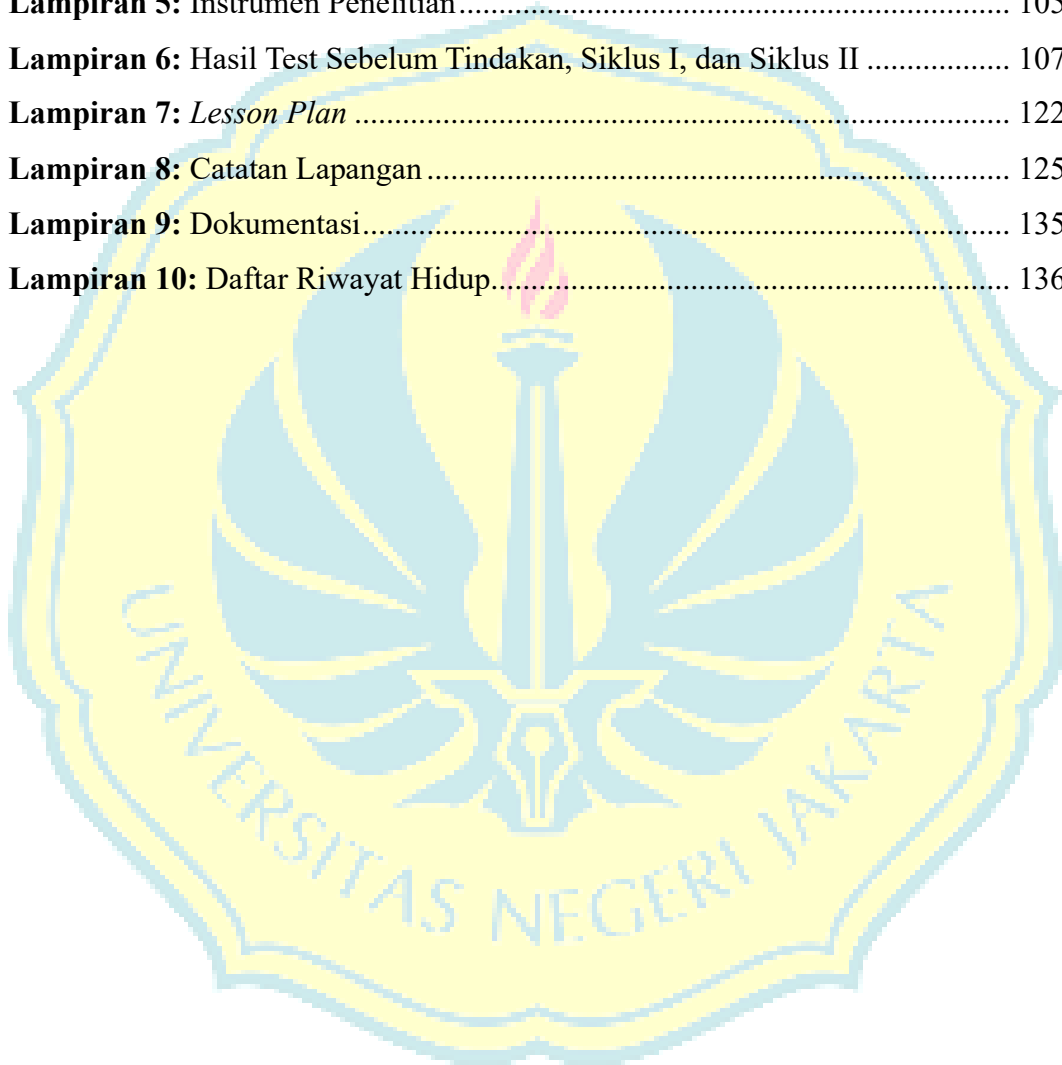 Lampiran 5: Instrumen Penelitian.................................................................... 105
Lampiran 6: Hasil Test Sebelum Tindakan, Siklus I, dan Siklus II .................. 107
Lampiran 7: Lesson Plan ................................................................................. 122
Lampiran 8: Catatan Lapangan ........................................................................ 125
Lampiran 9: Dokumentasi................................................................................ 135
Lampiran 10: Daftar Riwayat Hidup................................................................ 136
UNIVERSITAS NEGERI JAKARTA